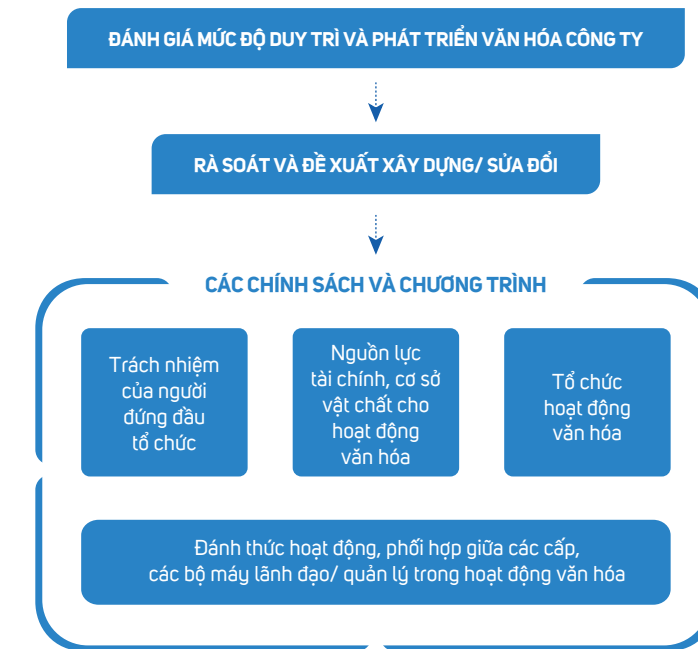 ĐÁNH GIÁ MỨC ĐỘ DUY TRÌ VÀ PHÁT TRIỂN VĂN HÓA CÔNG TY
RÀ SOÁT VÀ ĐỀ XUẤT XÂY DỰNG/ SỬA ĐỔI
CÁC CHÍNH SÁCH VÀ CHƯƠNG TRÌNH
Trách nhiệm
của người
đứng đầu
tổ chức
Nguồn lực
tài chính, cơ sở
vật chất cho
hoạt động
văn hóa
Tổ chức
hoạt động
văn hóa
Đánh thức hoạt động, phối hợp giữa các cấp,
các bộ máy lãnh đạo/ quản lý trong hoạt động văn hóa